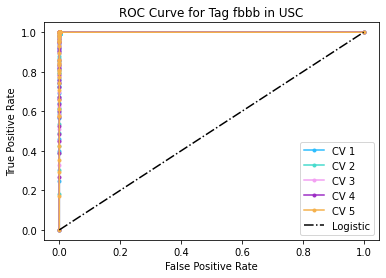 ROC Curve for Tag fbbb in USC
True Positive Rate
1.0
0.8
0.6
0.4
0.2
0.0
CV 1
CV 2
CV 3
CV 4
CV 5
Logistic
0.0 0.2 0.4 0.6 0.8 1.0
False Positive Rate